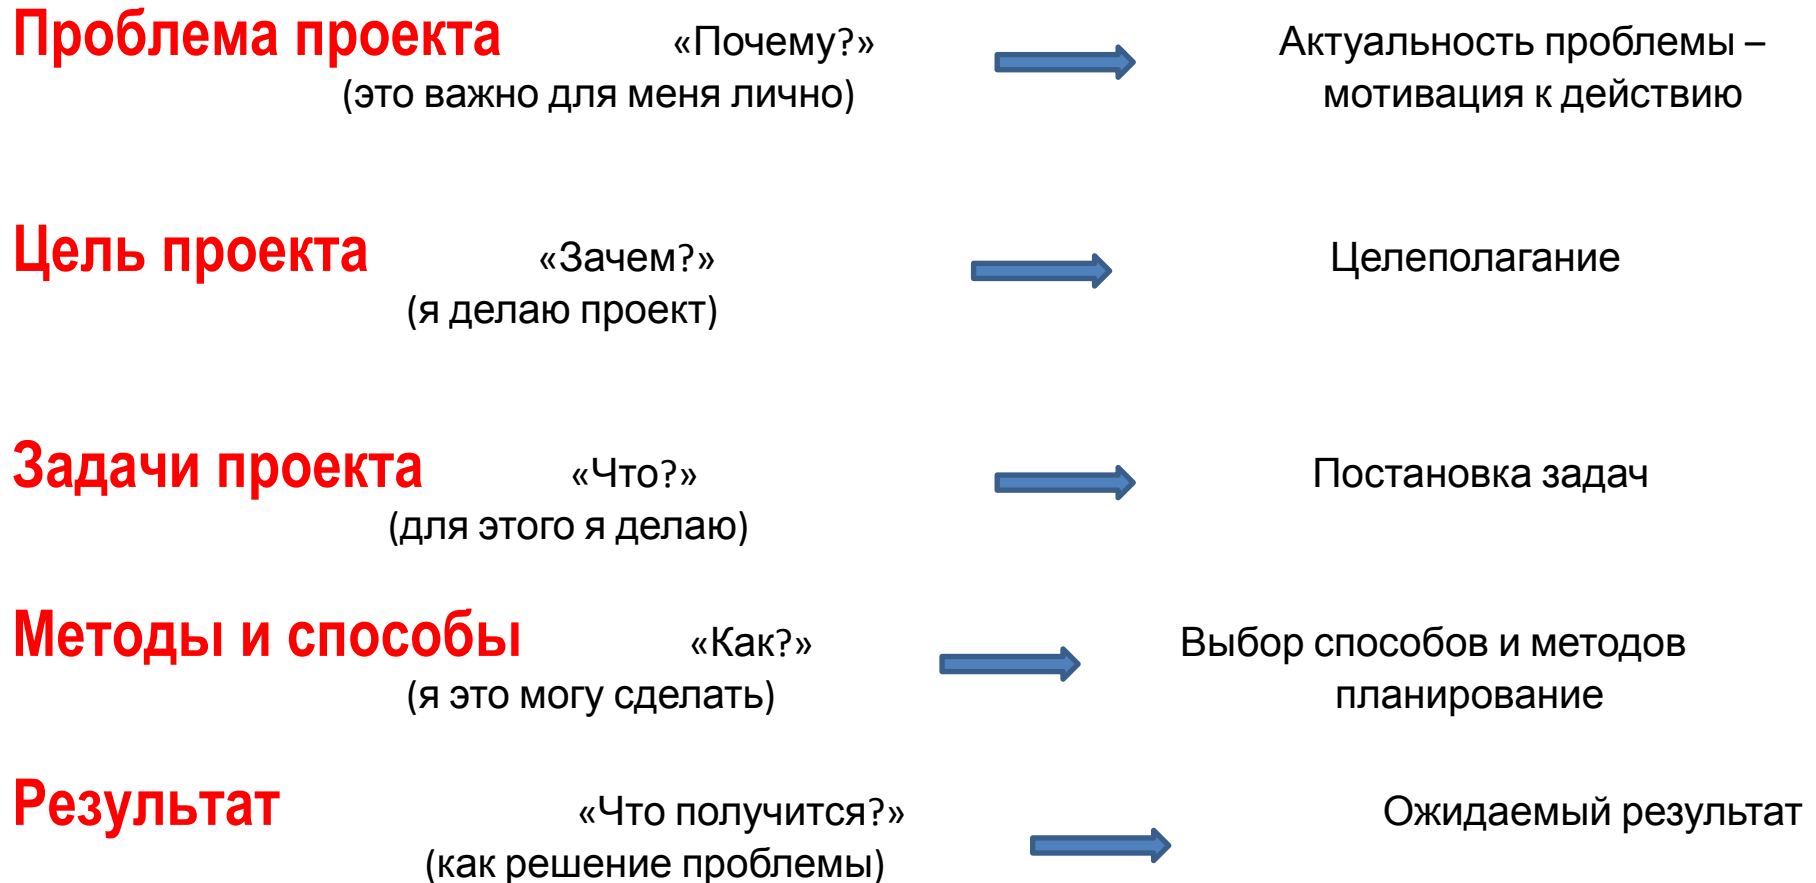 Проблема проекта «Почему?» Актуальность проблемы –
(это важно для меня лично) мотивация к действию
Цель проекта «Зачем?» Целеполагание
(я делаю проект)
Задачи проекта «Что?» Постановка задач
(для этого я делаю)
Методы и способы «Как?» Выбор способов и методов
(я это могу сделать) планирование
Результат «Что получится?» Ожидаемый результат
(как решение проблемы)